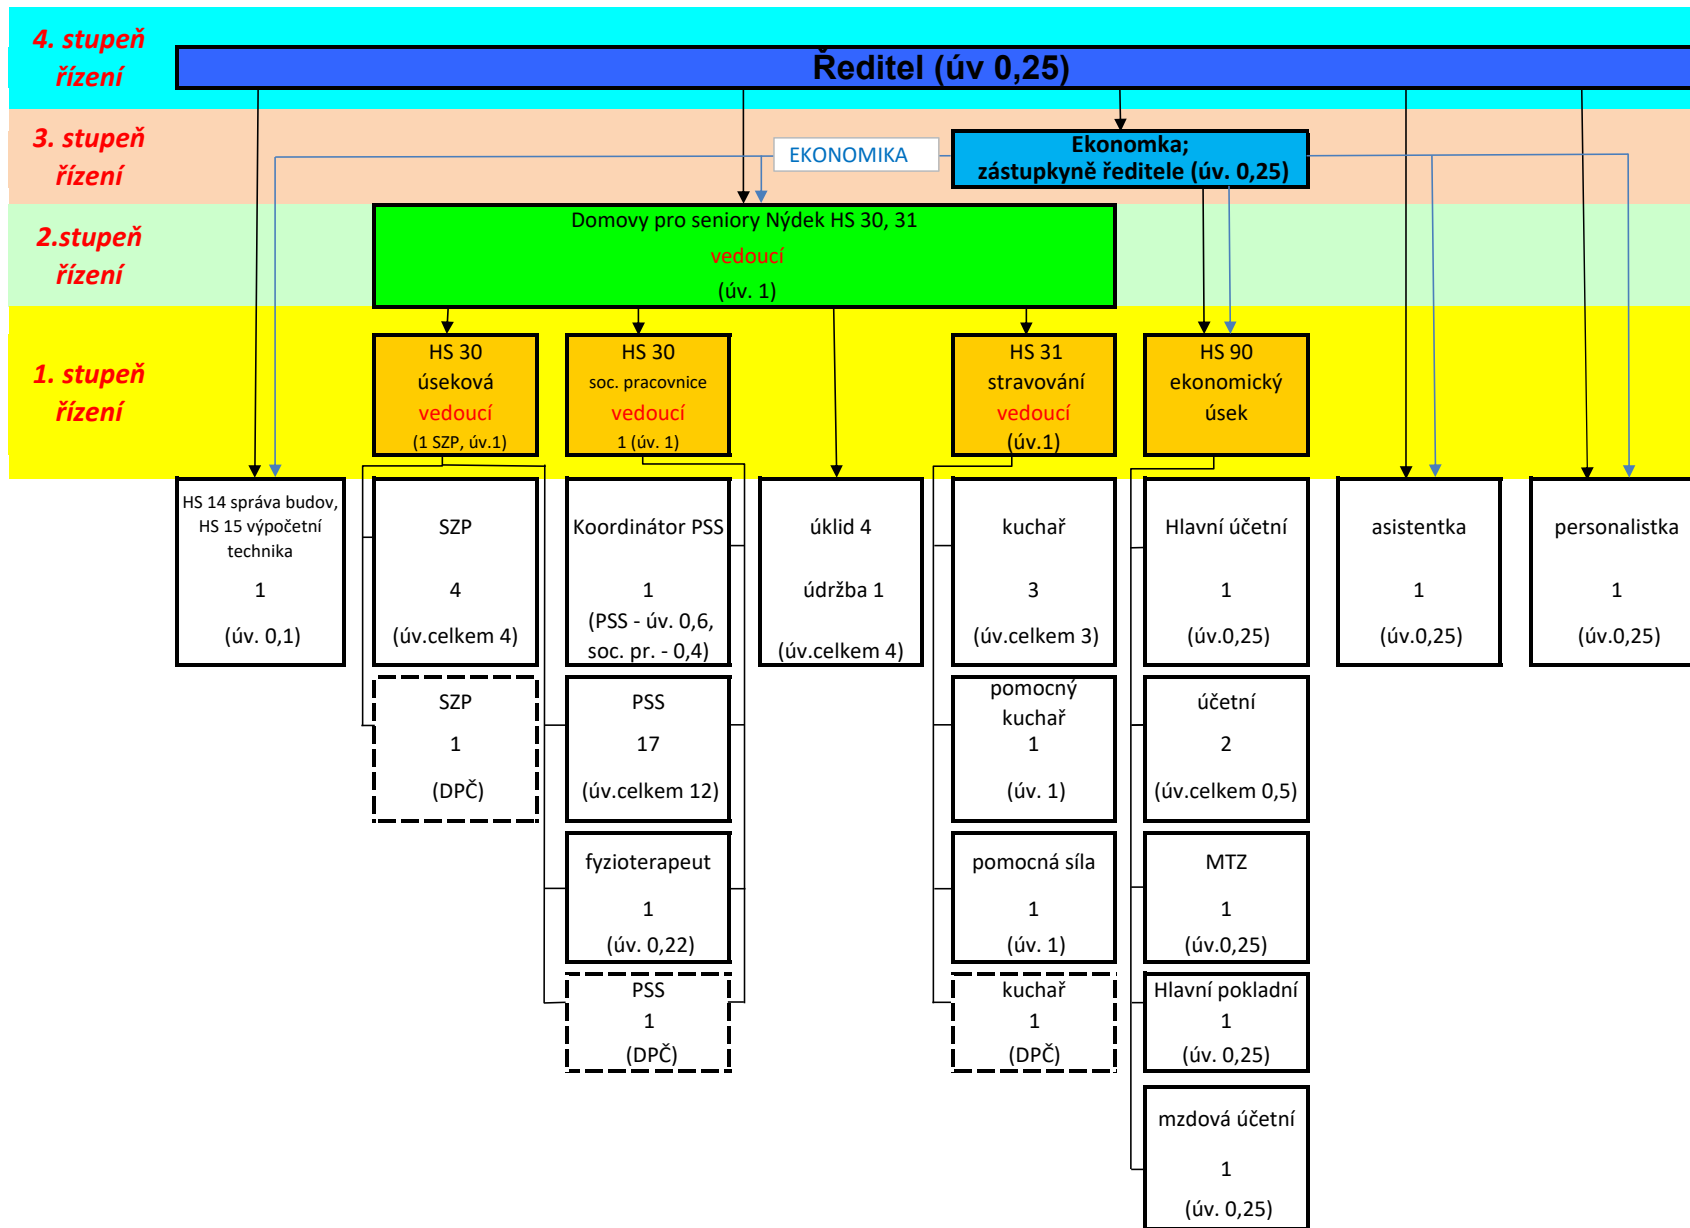 4. stupeň
řízení
Ředitel (úv 0,25)
3. stupeň
řízení
EKONOMIKA
Ekonomka;
zástupkyně ředitele (úv. 0,25)
2.stupeň
řízení
Domovy pro seniory Nýdek HS 30, 31
vedoucí
(úv. 1)
1. stupeň
řízení
HS 30
úseková
vedoucí
(1 SZP, úv.1)
HS 30
soc. pracovnice
vedoucí
1 (úv. 1)
HS 31
stravování
vedoucí
(úv.1)
HS 90
ekonomický
úsek
HS 14 správa budov,
HS 15 výpočetní
technika
1
(úv. 0,1)
SZP
4
(úv.celkem 4)
Koordinátor PSS
1
(PSS - úv. 0,6,
soc. pr. - 0,4)
úklid 4
údržba 1
(úv.celkem 4)
kuchař
3
(úv.celkem 3)
Hlavní účetní
1
(úv.0,25)
asistentka
1
(úv.0,25)
personalistka
1
(úv.0,25)
SZP
1
(DPČ)
PSS
17
(úv.celkem 12)
pomocný
kuchař
1
(úv. 1)
účetní
2
(úv.celkem 0,5)
fyzioterapeut
1
(úv. 0,22)
pomocná síla
1
(úv. 1)
MTZ
1
(úv.0,25)
PSS
1
(DPČ)
kuchař
1
(DPČ)
Hlavní pokladní
1
(úv. 0,25)
mzdová účetní
1
(úv. 0,25)